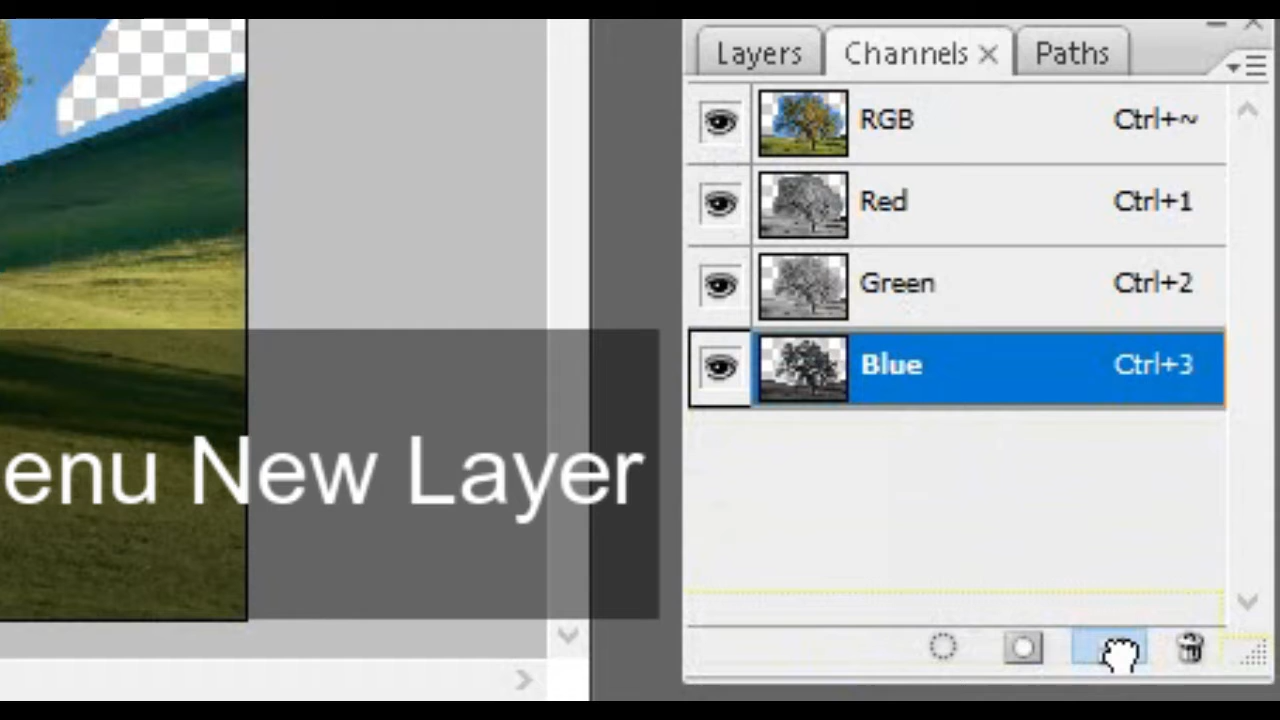 Layers Channels Paths
RGB Ctrl+~
Red Ctrl+1
Green Ctrl+2
Blue Ctrl+3
enu New Layer